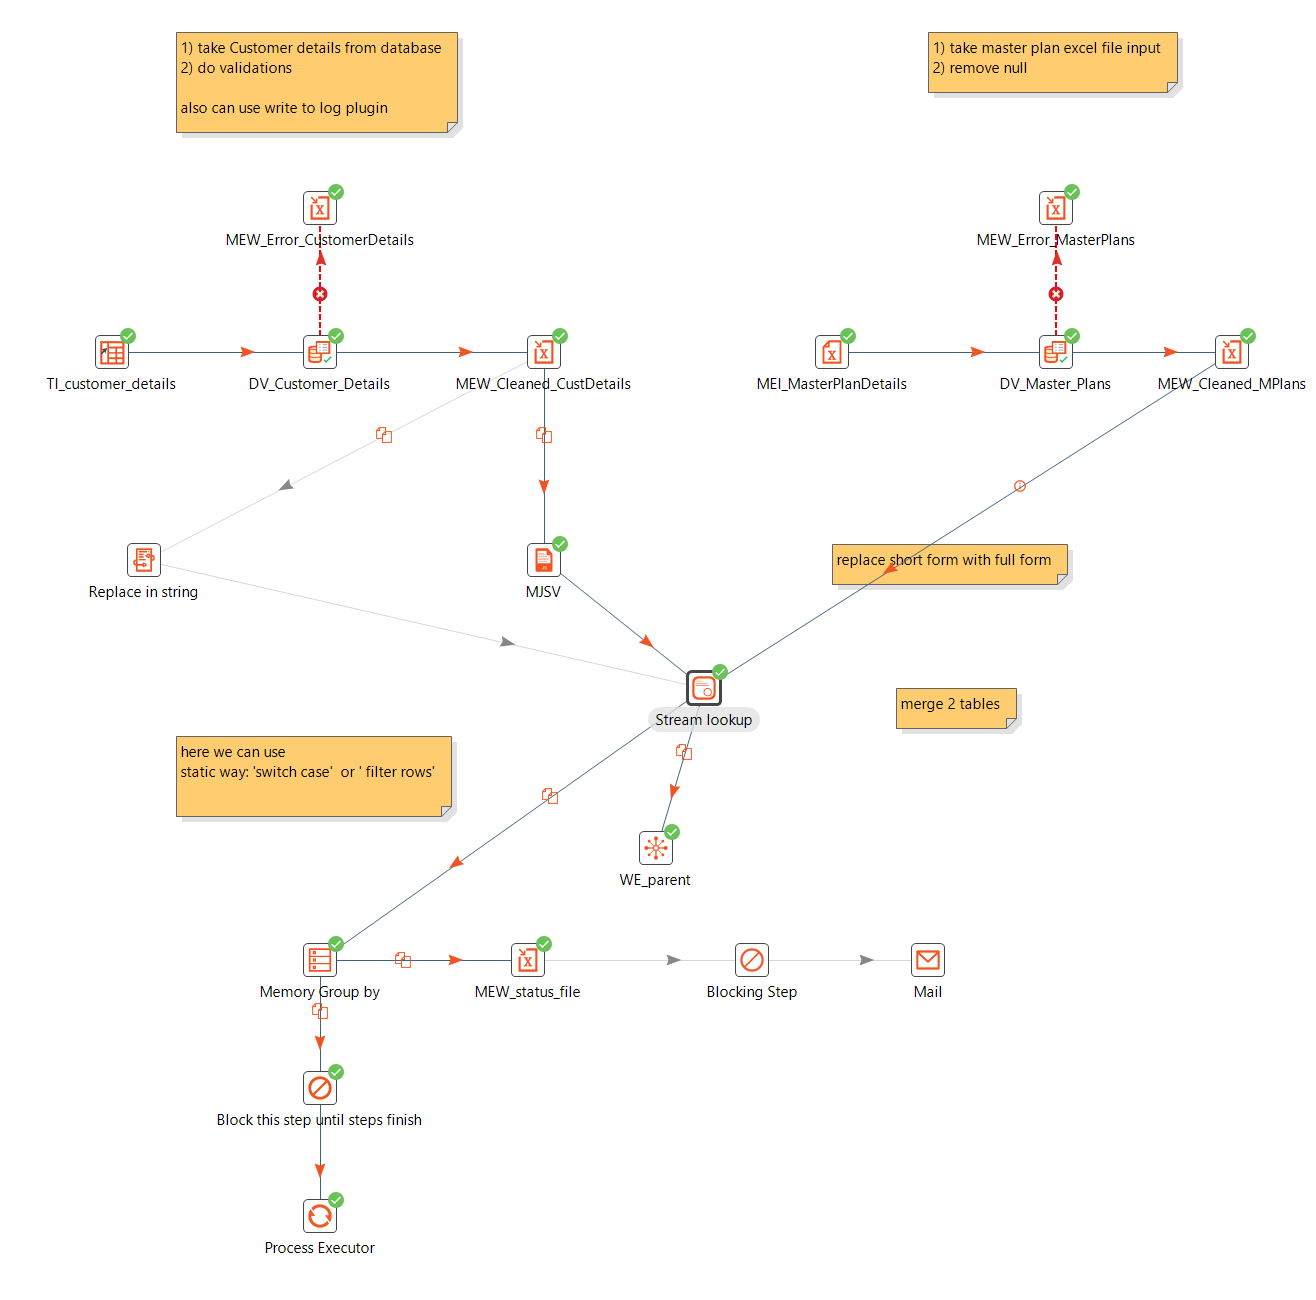 1) take Customer details from database
2) do validations
also can use write to log plugin
1) take master plan excel file input
2) remove null
MEW_Error_CustomerDetails
MEW_Error_MasterPlans
TI_customer_details
DV_Customer_Details
MEW_Cleaned_CustDetails
MEI_MasterPlanDetails
DV_Master_Plans
MEW_Cleaned_MPlans
replace short form with full form
Replace in string
MJSV
merge 2 tables
Stream lookup
here we can use
static way: 'switch case'  or ' filter rows'
WE_parent
Memory Group by
MEW_status_file
Blocking Step
Mail
Block this step until steps finish
Process Executor